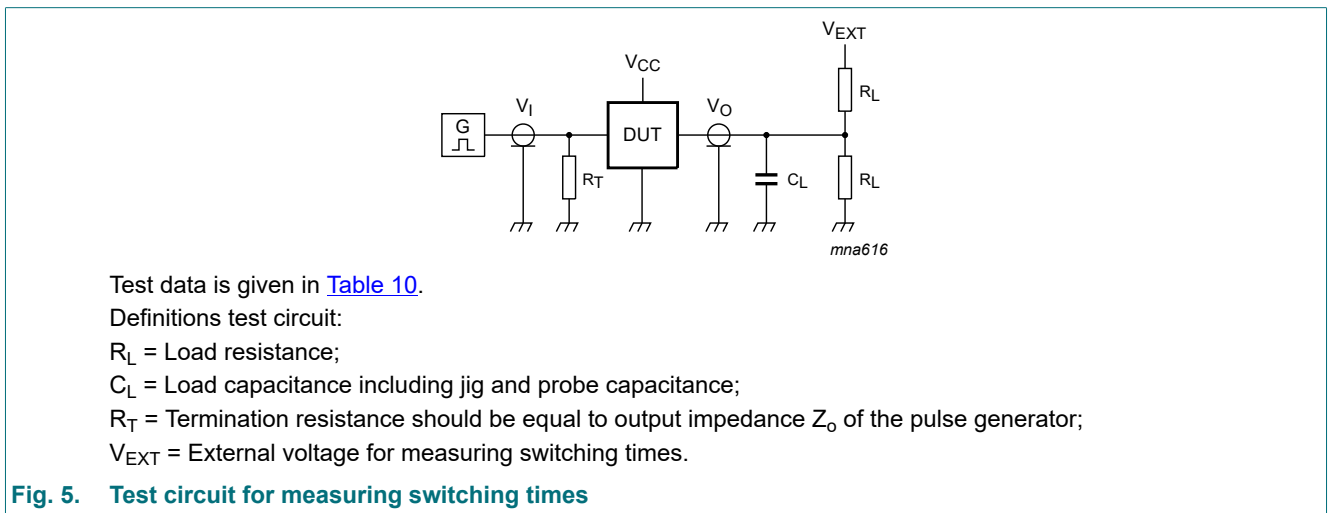 VEXT
VCC
RL
VI
VO
G
DUT
RT
CL
RL
mna616
Test data is given in Table 10.
Definitions test circuit:
RL = Load resistance;
CL = Load capacitance including jig and probe capacitance;
RT = Termination resistance should be equal to output impedance Zo of the pulse generator;
VEXT = External voltage for measuring switching times.
Fig. 5. Test circuit for measuring switching times